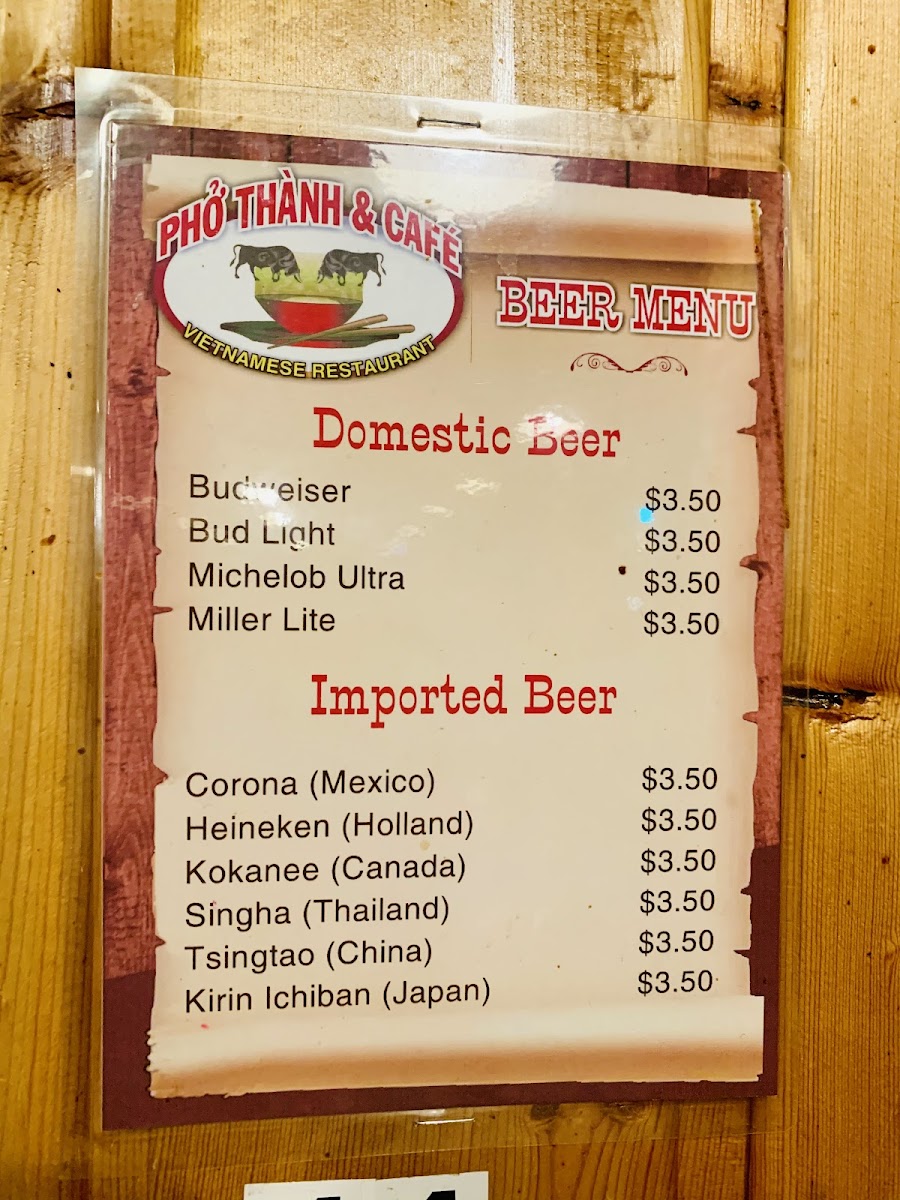 PHỞ THÀNH & CAFÉ
VIETNAMESE RESTAURANT
BEER MENU
Domestic Beer
Budweiser $3.50
Bud Light $3.50
Michelob Ultra $3.50
Miller Lite $3.50
Imported Beer
Corona (Mexico) $3.50
Heineken (Holland) $3.50
Kokanee (Canada) $3.50
Singha (Thailand) $3.50
Tsingtao (China) $3.50
Kirin Ichiban (Japan) $3.50